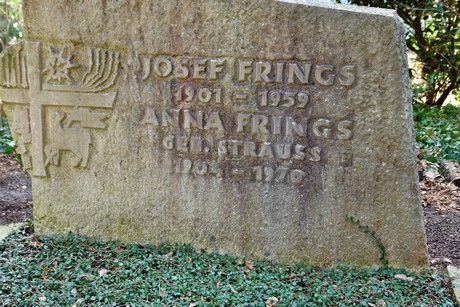 JOSEF FRINGS
1901 - 1959
ANNA FRINGS
GEB. STRAUSS
1904 - 1976